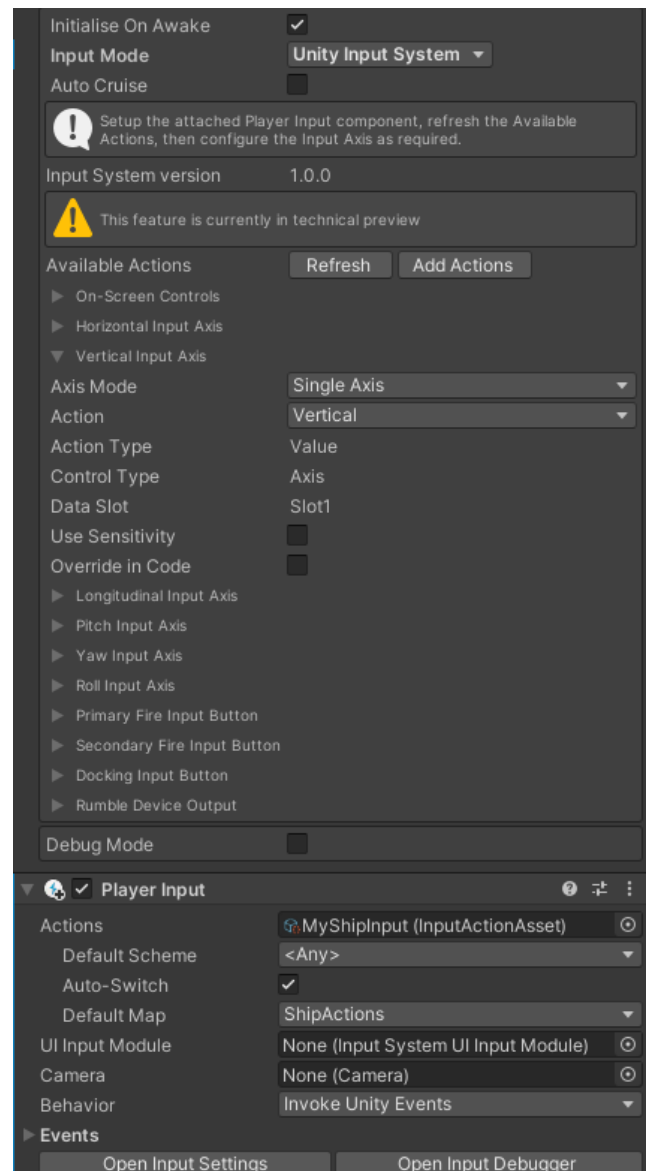 Initialise On Awake
Input Mode Unity Input System
Auto Cruise
Setup the attached Player Input component, refresh the Available
Actions, then configure the Input Axis as required.
Input System version 1.0.0
This feature is currently in technical preview
Available Actions Refresh Add Actions
On-Screen Controls
Horizontal Input Axis
Vertical Input Axis
Axis Mode Single Axis
Action Vertical
Action Type Value
Control Type Axis
Data Slot Slot1
Use Sensitivity
Override in Code
Longitudinal Input Axis
Pitch Input Axis
Yaw Input Axis
Roll Input Axis
Primary Fire Input Button
Secondary Fire Input Button
Docking Input Button
Rumble Device Output
Debug Mode
Player Input
Actions MyShipInput (InputActionAsset)
Default Scheme <Any>
Auto-Switch
Default Map ShipActions
UI Input Module None (Input System UI Input Module)
Camera None (Camera)
Behavior Invoke Unity Events
Events
Open Input Settings Open Input Debugger